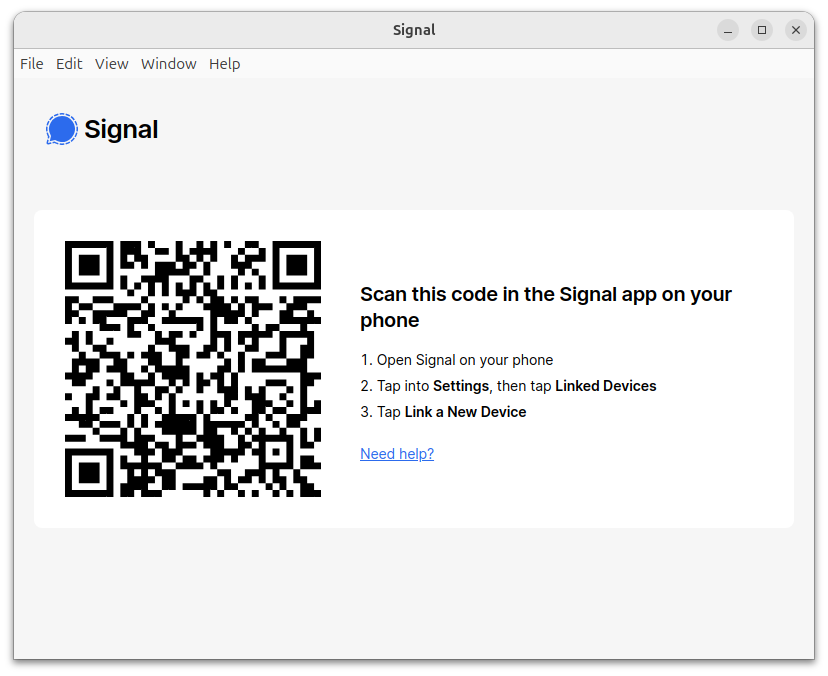 Signal
File Edit View Window Help
Signal
Scan this code in the Signal app on your
phone
1. Open Signal on your phone
2. Tap into Settings, then tap Linked Devices
3. Tap Link a New Device
Need help?